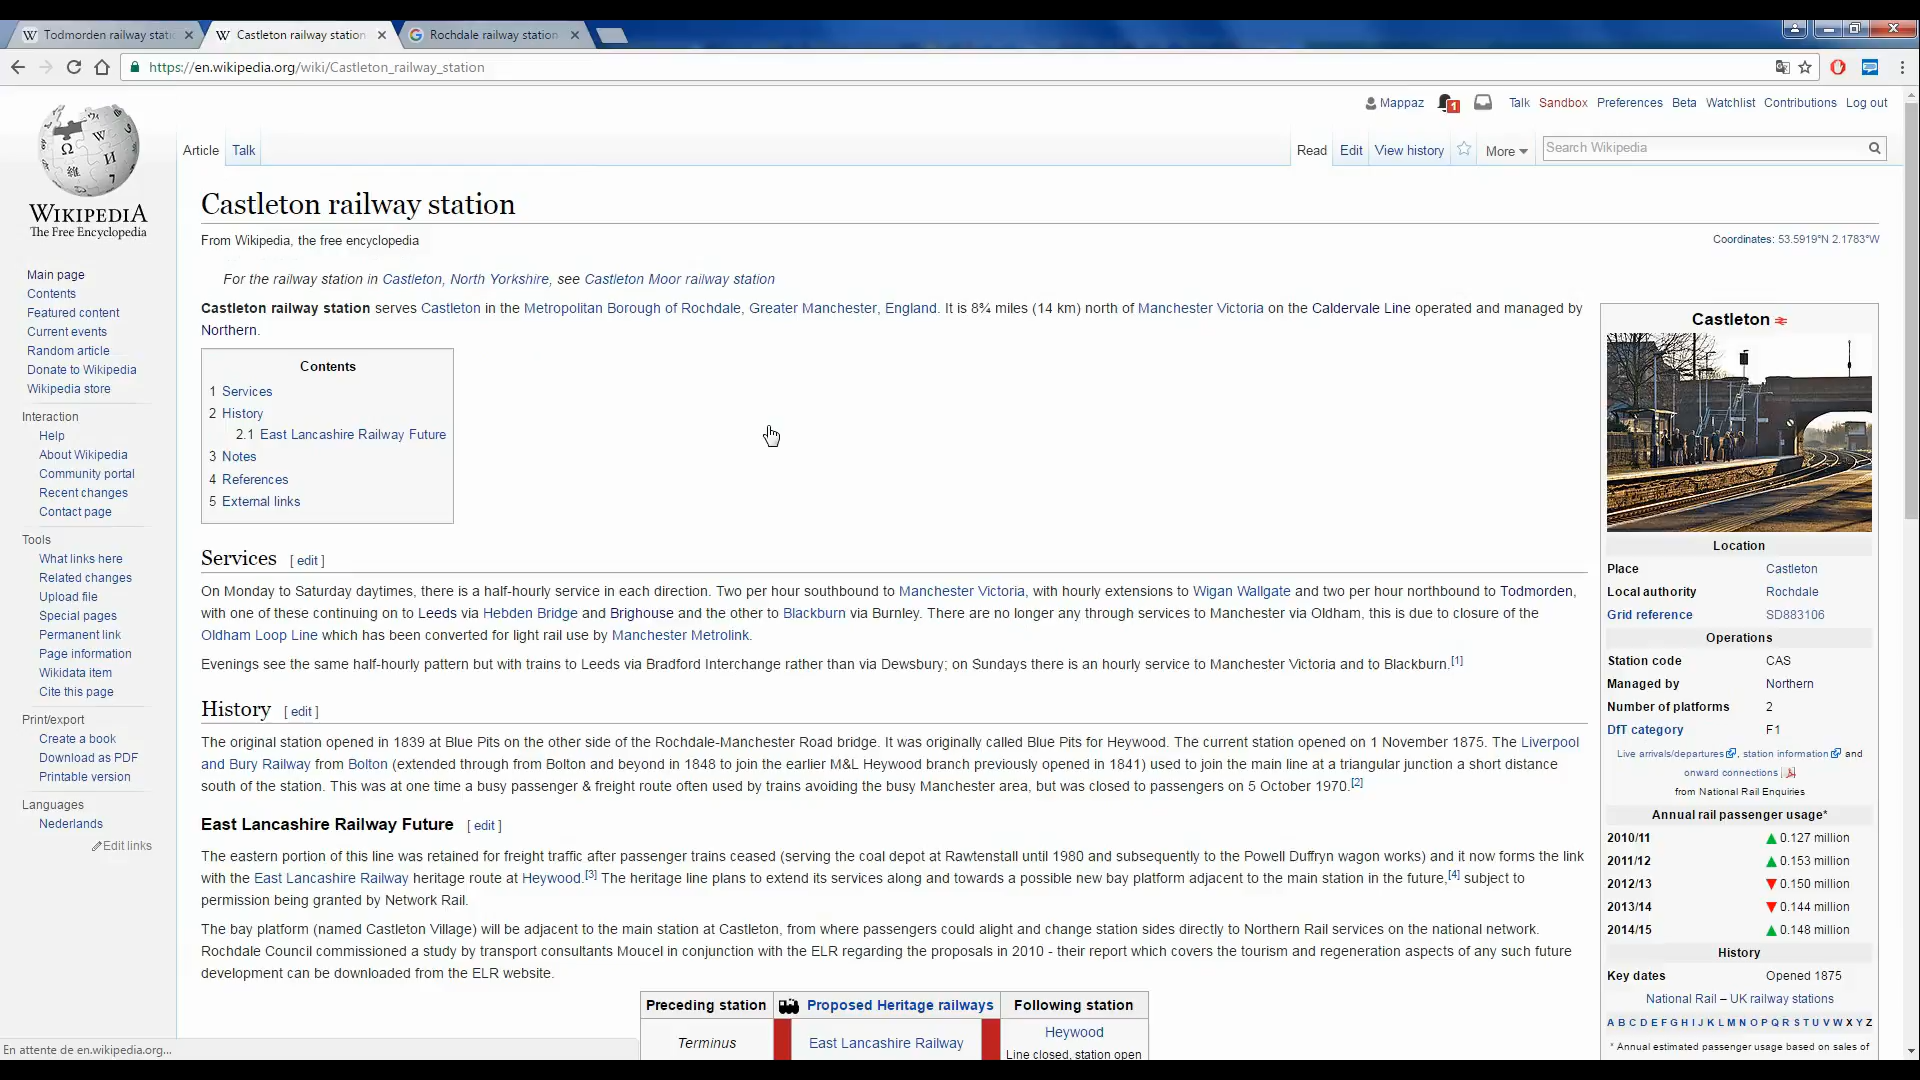 Todmorden railway stati
Castleton railway station
Rochdale railway station
https://en.wikipedia.org/wiki/Castleton_railway_station
Mappaz 1 Talk Sandbox Preferences Beta Watchlist Contributions Log out
Article Talk Read Edit View history More Search Wikipedia
WIKIPEDIA
The Free Encyclopedia
Main page
Contents
Featured content
Current events
Random article
Donate to Wikipedia
Wikipedia store
Interaction
Help
About Wikipedia
Community portal
Recent changes
Contact page
Tools
What links here
Related changes
Upload file
Special pages
Permanent link
Page information
Wikidata item
Cite this page
Print/export
Create a book
Download as PDF
Printable version
Languages
Nederlands
Edit links
Castleton railway station
From Wikipedia, the free encyclopedia
Coordinates: 53.5919°N 2.1783°W
For the railway station in Castleton, North Yorkshire, see Castleton Moor railway station
Castleton railway station serves Castleton in the Metropolitan Borough of Rochdale, Greater Manchester, England. It is 8¾ miles (14 km) north of Manchester Victoria on the Caldervale Line operated and managed by
Northern.
Contents
1 Services
2 History
2.1 East Lancashire Railway Future
3 Notes
4 References
5 External links
Services [ edit ]
On Monday to Saturday daytimes, there is a half-hourly service in each direction. Two per hour southbound to Manchester Victoria, with hourly extensions to Wigan Wallgate and two per hour northbound to Todmorden,
with one of these continuing on to Leeds via Hebden Bridge and Brighouse and the other to Blackburn via Burnley. There are no longer any through services to Manchester via Oldham, this is due to closure of the
Oldham Loop Line which has been converted for light rail use by Manchester Metrolink.
Evenings see the same half-hourly pattern but with trains to Leeds via Bradford Interchange rather than via Dewsbury; on Sundays there is an hourly service to Manchester Victoria and to Blackburn.[1]
History [ edit ]
The original station opened in 1839 at Blue Pits on the other side of the Rochdale-Manchester Road bridge. It was originally called Blue Pits for Heywood. The current station opened on 1 November 1875. The Liverpool
and Bury Railway from Bolton (extended through from Bolton and beyond in 1848 to join the earlier M&L Heywood branch previously opened in 1841) used to join the main line at a triangular junction a short distance
south of the station. This was at one time a busy passenger & freight route often used by trains avoiding the busy Manchester area, but was closed to passengers on 5 October 1970.[2]
East Lancashire Railway Future [ edit ]
The eastern portion of this line was retained for freight traffic after passenger trains ceased (serving the coal depot at Rawtenstall until 1980 and subsequently to the Powell Duffryn wagon works) and it now forms the link
with the East Lancashire Railway heritage route at Heywood.[3] The heritage line plans to extend its services along and towards a possible new bay platform adjacent to the main station in the future,[4] subject to
permission being granted by Network Rail.
The bay platform (named Castleton Village) will be adjacent to the main station at Castleton, from where passengers could alight and change station sides directly to Northern Rail services on the national network.
Rochdale Council commissioned a study by transport consultants Moucel in conjunction with the ELR regarding the proposals in 2010 - their report which covers the tourism and regeneration aspects of any such future
development can be downloaded from the ELR website.
Preceding station Proposed Heritage railways Following station
Terminus East Lancashire Railway Heywood
Line closed, station open
Castleton
Location
Place Castleton
Local authority Rochdale
Grid reference SD883106
Operations
Station code CAS
Managed by Northern
Number of platforms 2
DfT category F1
Live arrivals/departures, station information and
onward connections
from National Rail Enquiries
Annual rail passenger usage*
2010/11 ▲ 0.127 million
2011/12 ▲ 0.153 million
2012/13 ▼ 0.150 million
2013/14 ▼ 0.144 million
2014/15 ▲ 0.148 million
History
Key dates Opened 1875
National Rail – UK railway stations
A B C D E F G H I J K L M N O P Q R S T U V W X Y Z
* Annual estimated passenger usage based on sales of
En attente de en.wikipedia.org...